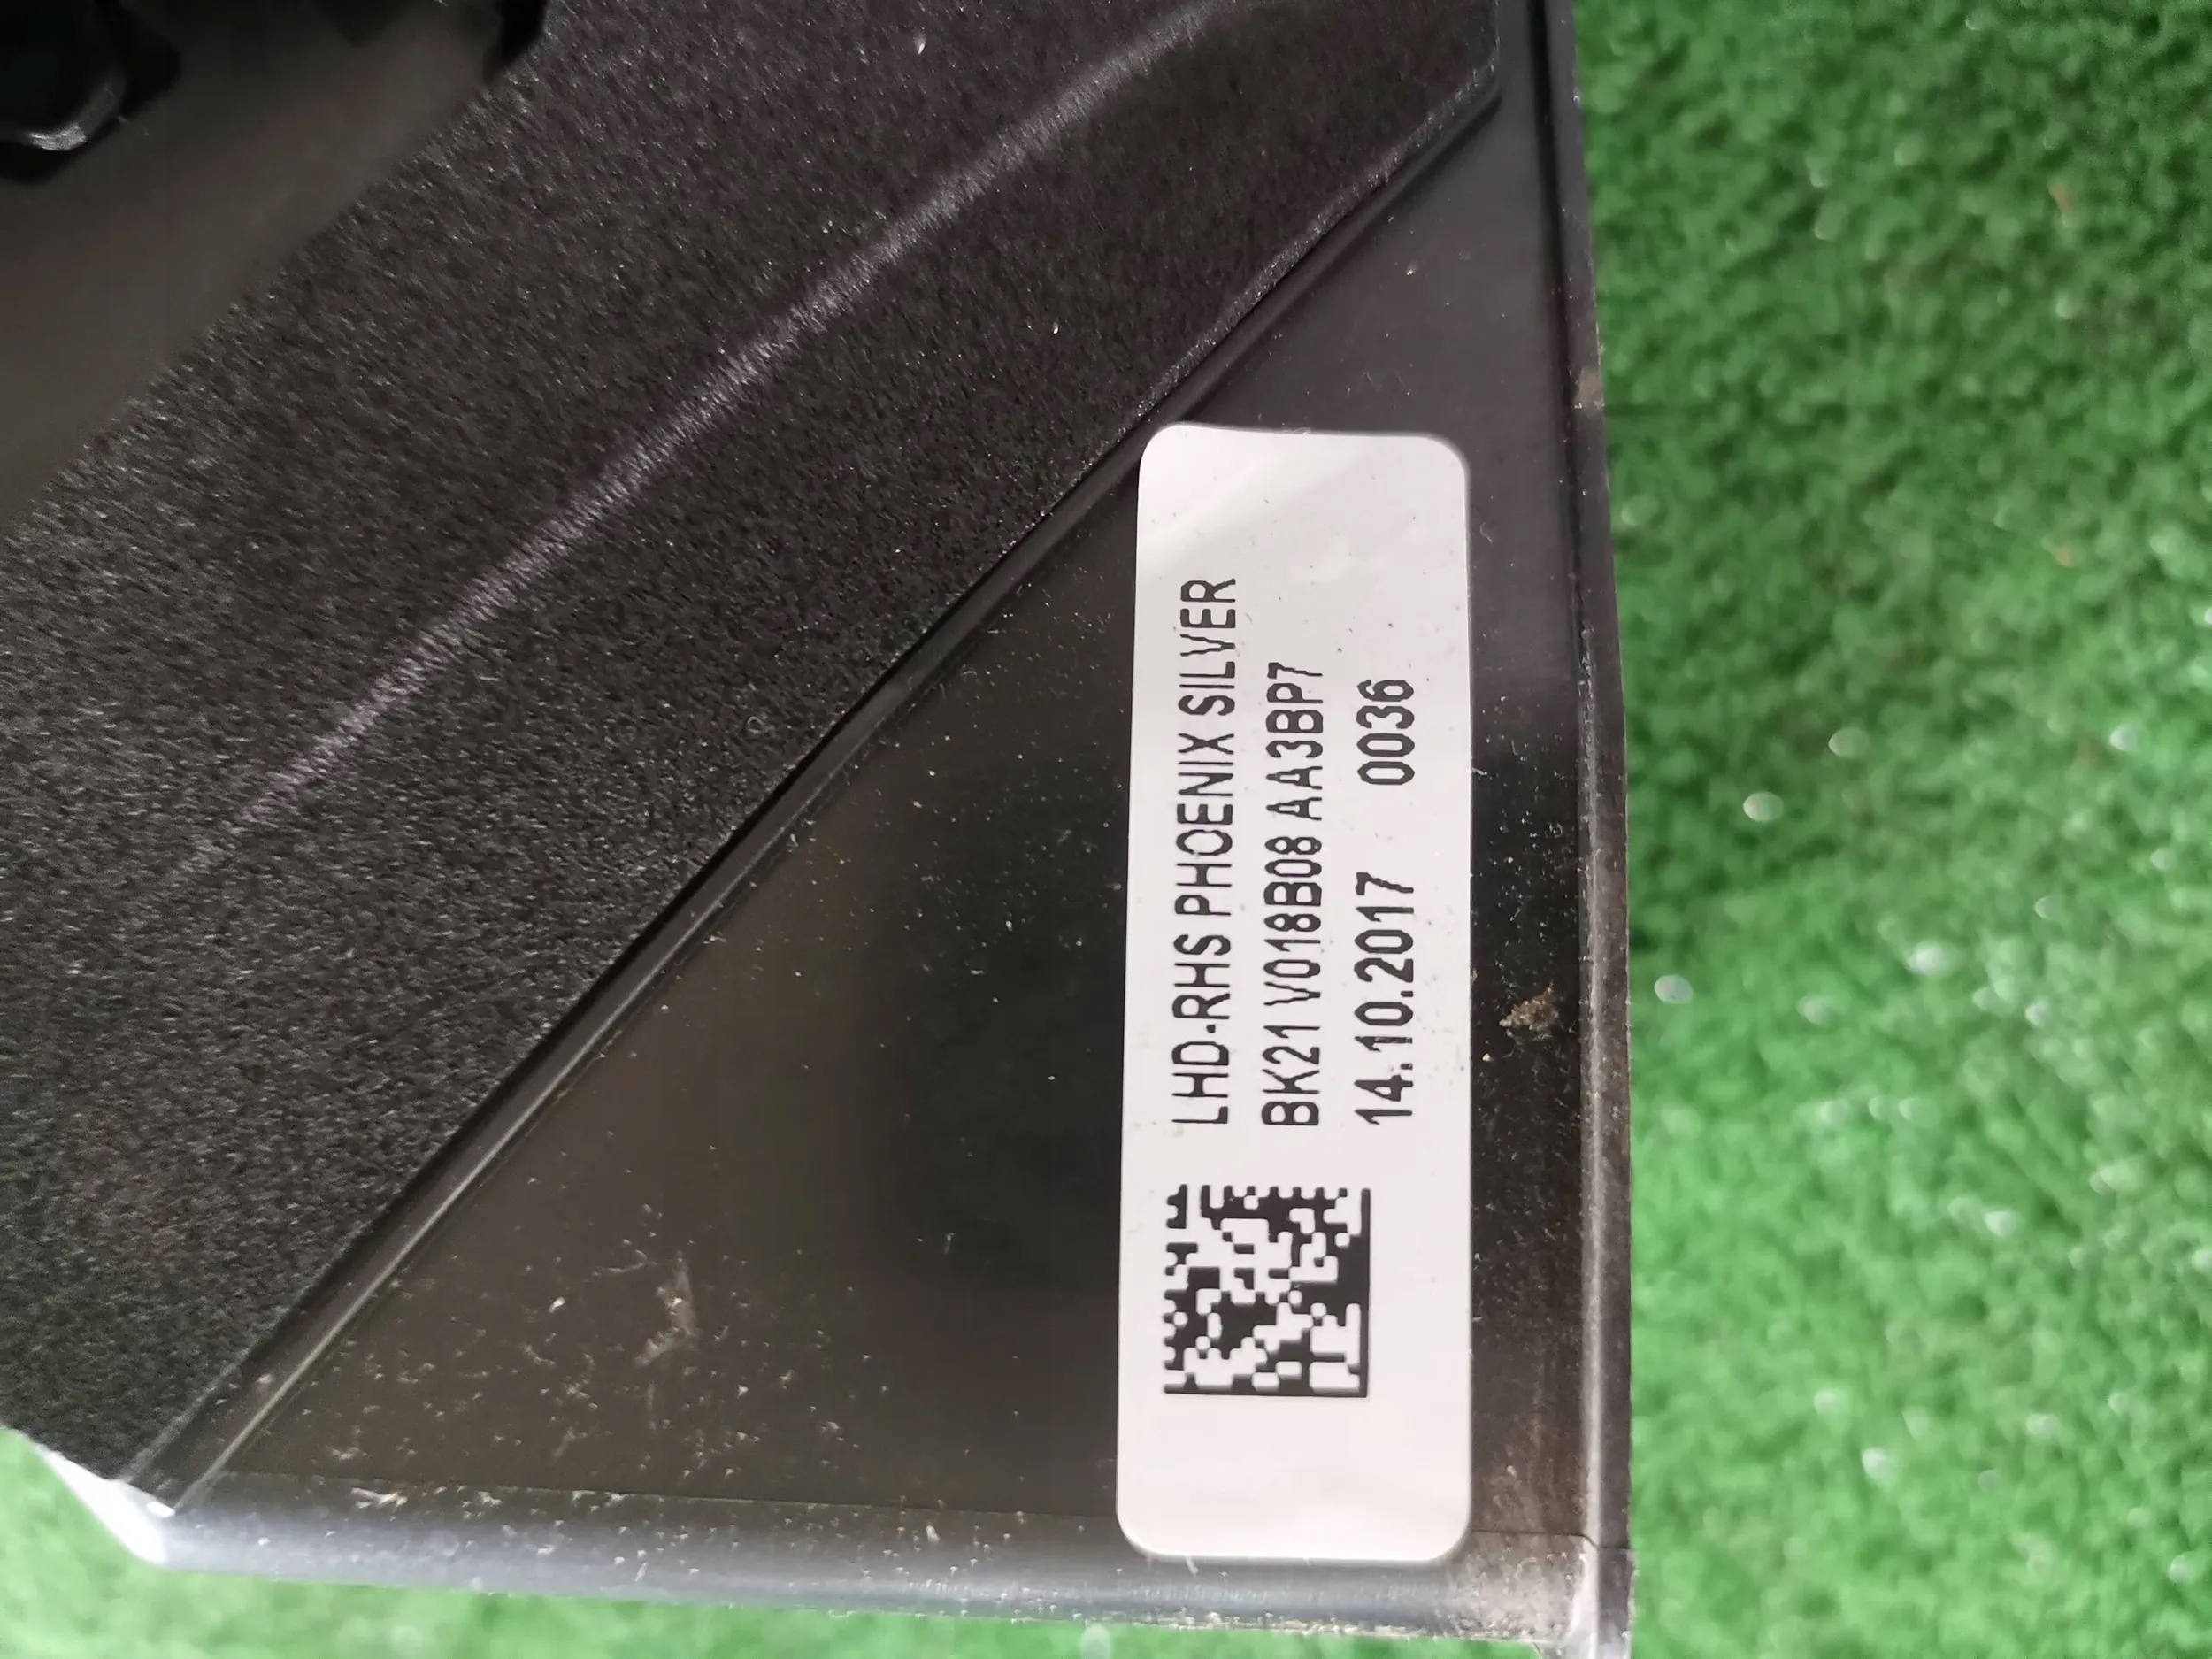 LHD-RHS PHOENIX SILVER
BK21 V018B08 AA3BP7
14.10.2017 0036